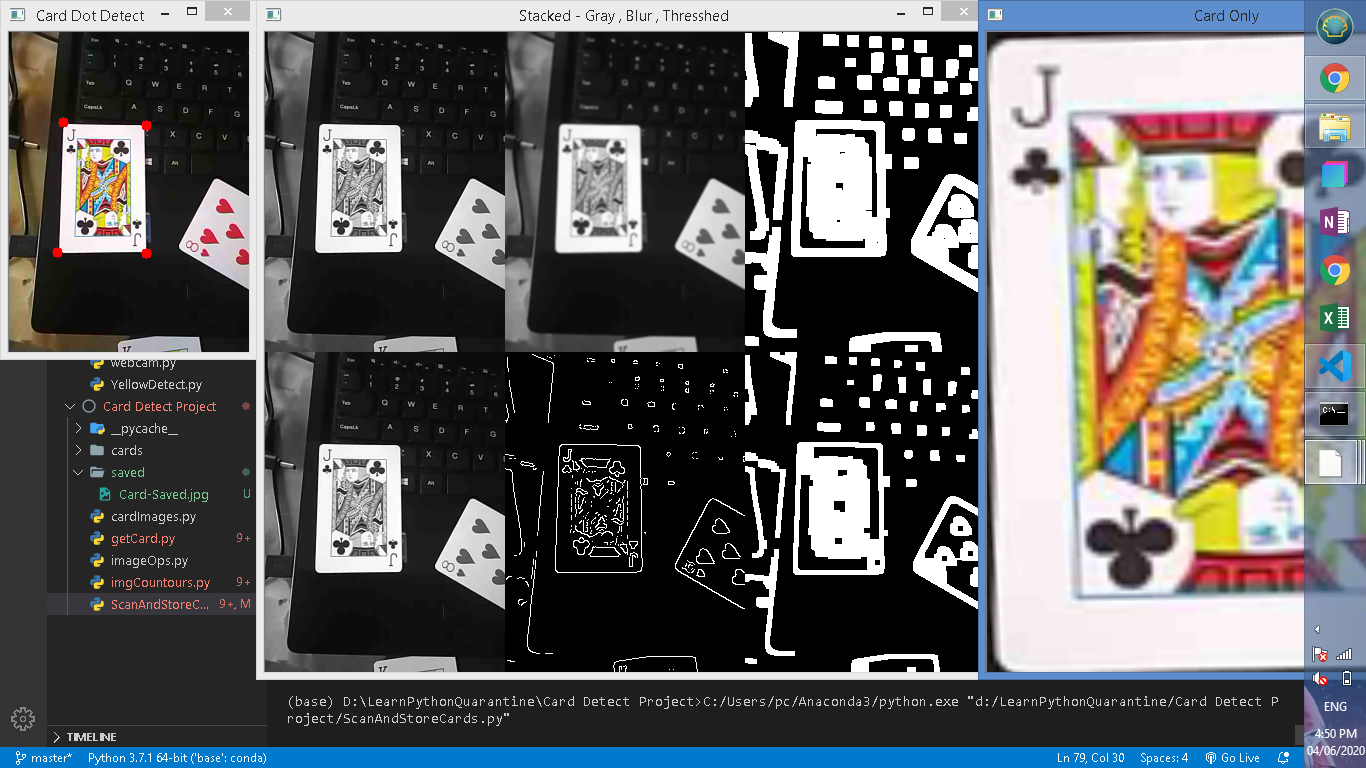 Card Dot Detect
Stacked - Gray , Blur , Thresshed
Card Only
J
8
webcam.py
YellowDetect.py
Card Detect Project
__pycache__
cards
saved
Card-Saved.jpg U
cardImages.py
getCard.py 9+
imageOps.py
imgCountours.py 9+
ScanAndStoreC... 9+, M
TIMELINE
(base) D:\LearnPythonQuarantine\Card Detect Project>C:/Users/pc/Anaconda3/python.exe "d:/LearnPythonQuarantine/Card Detect P
roject/ScanAndStoreCards.py"
master* Python 3.7.1 64-bit ('base': conda)
Ln 79, Col 30 Spaces: 4 Go Live
ENG
4:50 PM
04/06/2020